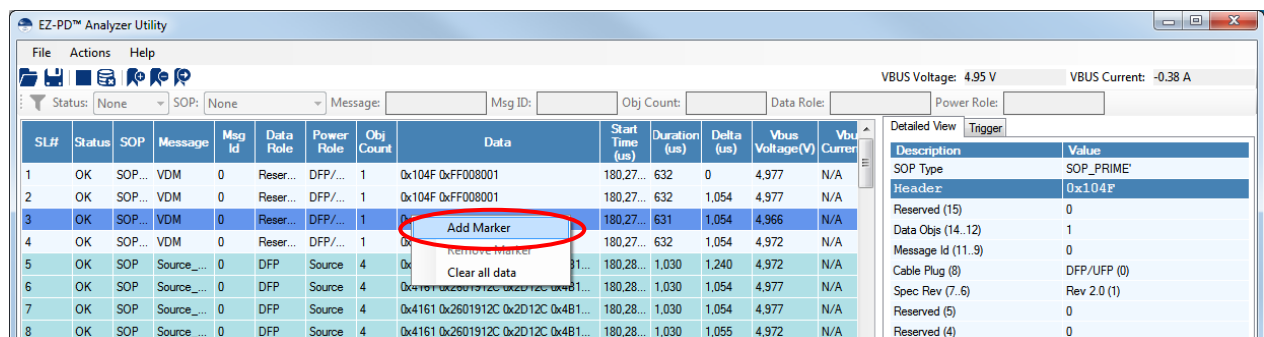 EZ-PD™ Analyzer Utility
File Actions Help
VBUS Voltage: 4.95 V VBUS Current: -0.38 A
Status: None SOP: None Message: Msg ID: Obj Count: Data Role: Power Role:
Detailed View Trigger
SL# Status SOP Message Msg Id Data Role Power Role Obj Count Data Start Time (us) Duration (us) Delta (us) Vbus Voltage(V) Vbu Curren
Description Value
1 OK SOP... VDM 0 Reser... DFP/... 1 0x104F 0xFF008001 180,27... 632 0 4,977 N/A
SOP Type SOP_PRIME'
Header 0x104F
2 OK SOP... VDM 0 Reser... DFP/... 1 0x104F 0xFF008001 180,27... 632 1,054 4,977 N/A
Reserved (15) 0
3 OK SOP... VDM 0 Reser... DFP/... 1 180,27... 631 1,054 4,966 N/A
Add Marker
Data Objs (14..12) 1
4 OK SOP... VDM 0 Reser... DFP/... 1 0x 180,27... 632 1,054 4,972 N/A
Remove Marker
Message Id (11..9) 0
5 OK SOP Source_... 0 DFP Source 4 0x B1... 180,28... 1,030 1,240 4,972 N/A
Clear all data
Cable Plug (8) DFP/UFP (0)
6 OK SOP Source_... 0 DFP Source 4 0x4161 0x2601912C 0x2D12C 0x4B1... 180,28... 1,030 1,054 4,977 N/A
Spec Rev (7..6) Rev 2.0 (1)
7 OK SOP Source_... 0 DFP Source 4 0x4161 0x2601912C 0x2D12C 0x4B1... 180,28... 1,030 1,054 4,977 N/A
Reserved (5) 0
8 OK SOP Source_... 0 DFP Source 4 0x4161 0x2601912C 0x2D12C 0x4B1... 180,28... 1,030 1,055 4,972 N/A
Reserved (4) 0